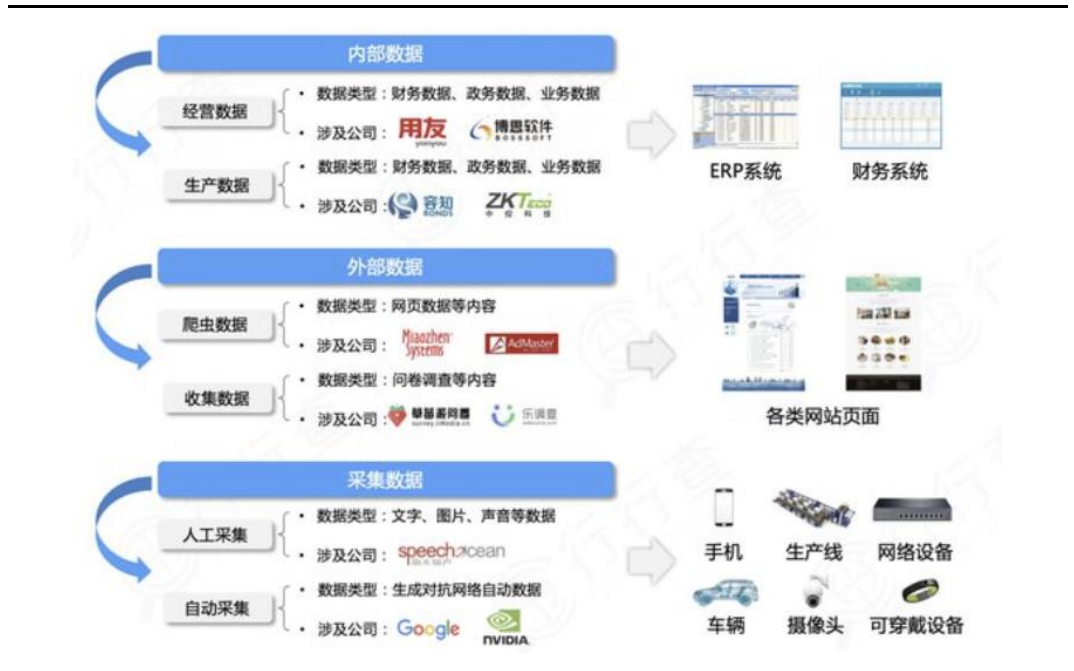 内部数据
经营数据
• 数据类型：财务数据、政务数据、业务数据
• 涉及公司： 用友 yonyou 博思软件 BOSSSOFT
生产数据
• 数据类型：财务数据、政务数据、业务数据
• 涉及公司： 容知 RONDS ZKTeco 中控科技
ERP系统 财务系统
外部数据
爬虫数据
• 数据类型：网页数据等内容
• 涉及公司： Miaozhen Systems AdMaster
收集数据
• 数据类型：问卷调查等内容
• 涉及公司： 草莓派问卷 survey.iimedia.cn 乐调查
各类网站页面
采集数据
人工采集
• 数据类型：文字、图片、声音等数据
• 涉及公司： speechocean
自动采集
• 数据类型：生成对抗网络自动数据
• 涉及公司： Google NVIDIA
手机 生产线 网络设备
车辆 摄像头 可穿戴设备
行行查